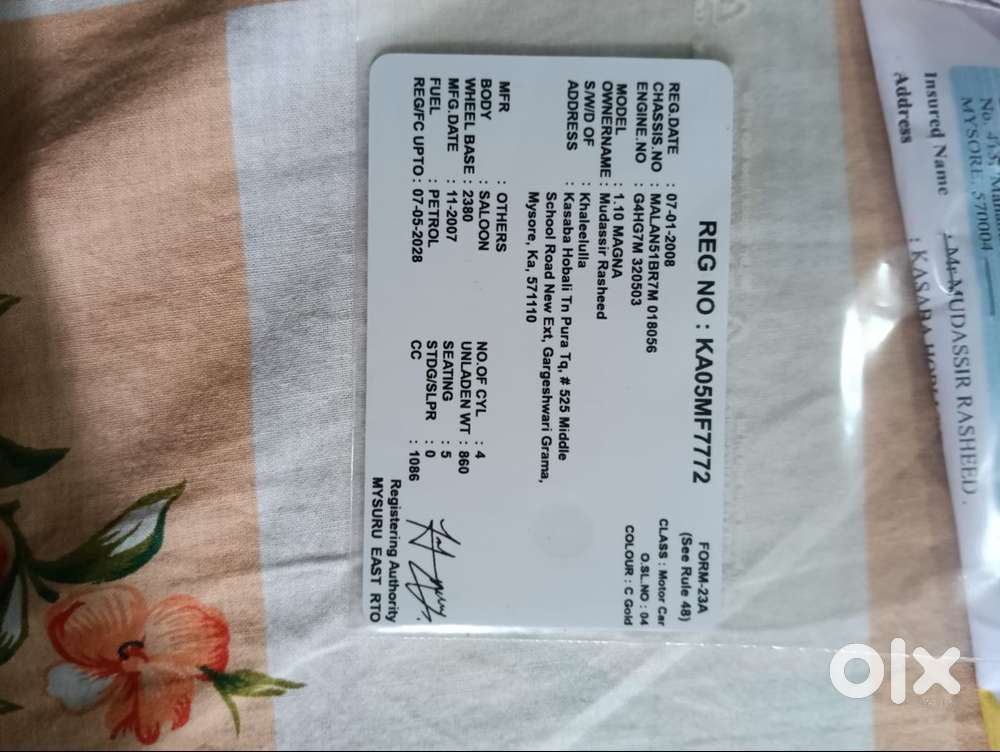 REG NO : KA05MF7772
FORM-23A
(See Rule 48)
REG.DATE : 07-01-2008
CLASS : Motor Car
CHASSIS.NO : MALAN51BR7M 018056
O.SL.NO : 04
ENGINE.NO : G4HG7M 320503
COLOUR : C Gold
MODEL : 1.10 MAGNA
OWNERNAME : Mudassir Rasheed
S/W/D OF : Khaleelulla
ADDRESS : Kasaba Hobali Tn Pura Tq, # 525 Middle
School Road New Ext, Gargeshwari Grama,
Mysore, Ka, 571110
MFR : OTHERS
BODY : SALOON
NO.OF CYL : 4
WHEEL BASE : 2380
UNLADEN WT : 860
MFG.DATE : 11-2007
SEATING : 5
FUEL : PETROL
STDG/SLPR : 0
REG/FC UPTO : 07-05-2028
CC : 1086
Registering Authority
MYSURU EAST RTO
MYSORE, 570004
Insured Name : Mr MUDASSIR RASHEED .
Address : KASABA
olx